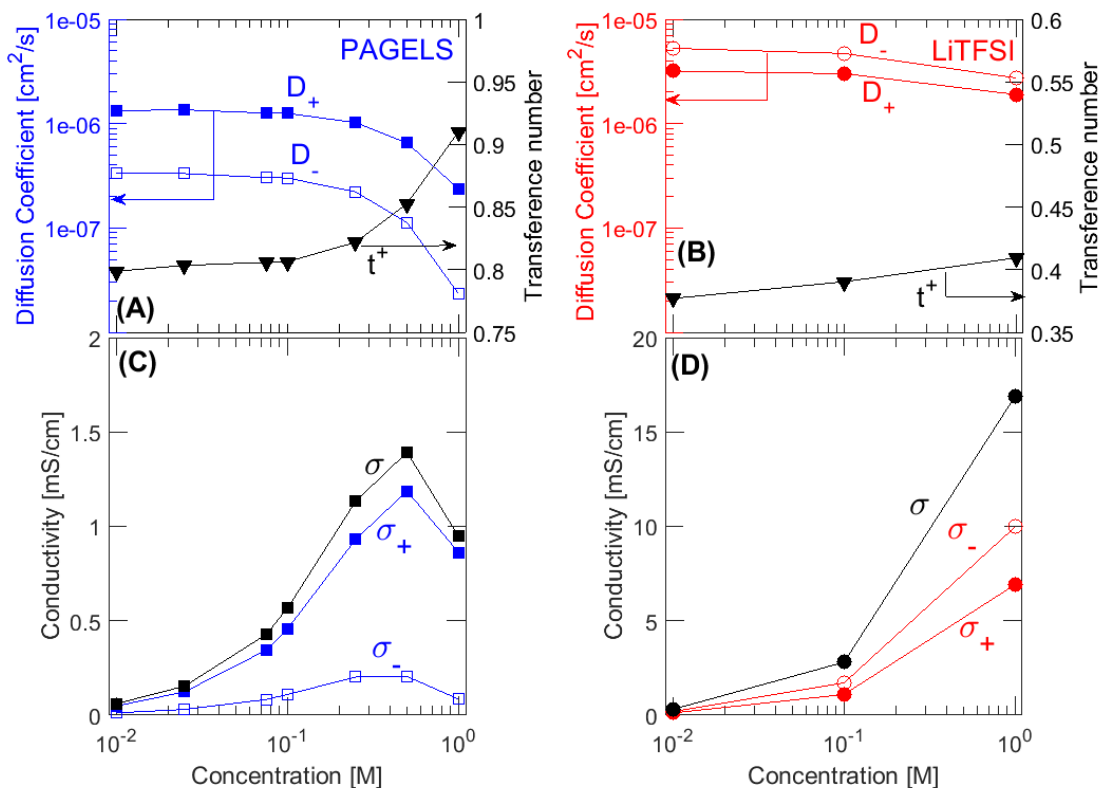 PAGELS
Diffusion Coefficient [cm²/s]
1e-05
1e-06
1e-07
D₊
D₋
t⁺
(A)
1
0.95
0.9
0.85
0.8
0.75
Transference number
LiTFSI
Diffusion Coefficient [cm²/s]
1e-05
1e-06
1e-07
D₋
D₊
t⁺
(B)
0.6
0.55
0.5
0.45
0.4
0.35
Transference number
(C)
Conductivity [mS/cm]
2
1.5
1
0.5
0
σ
σ₊
σ₋
10⁻²
10⁻¹
10⁰
Concentration [M]
(D)
Conductivity [mS/cm]
20
15
10
5
0
σ
σ₋
σ₊
10⁻²
10⁻¹
10⁰
Concentration [M]